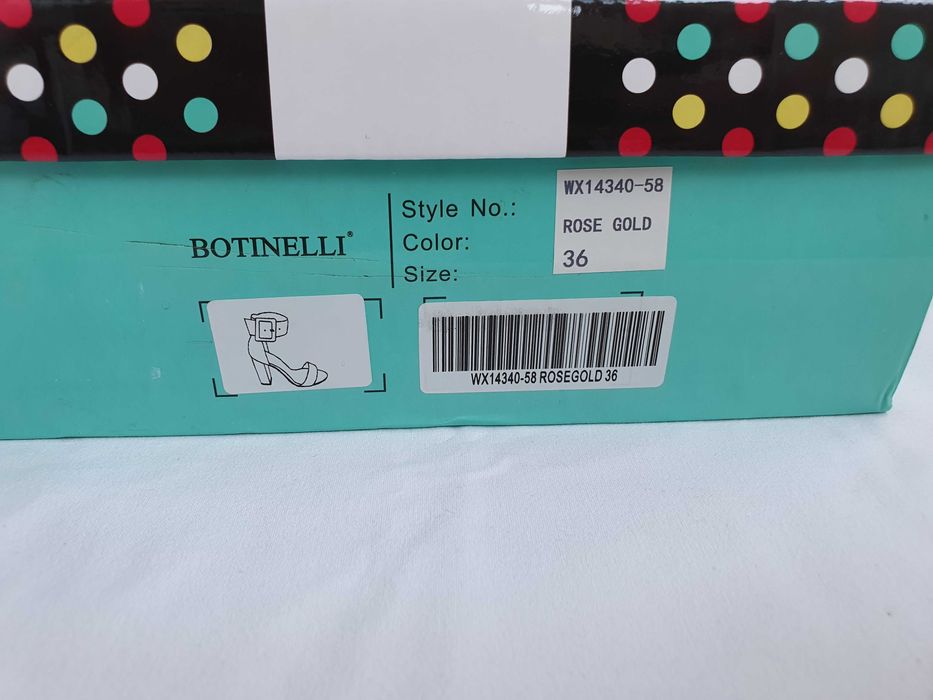 BOTINELLI®
Style No.: WX14340-58
Color: ROSE GOLD
Size: 36
WX14340-58 ROSEGOLD 36